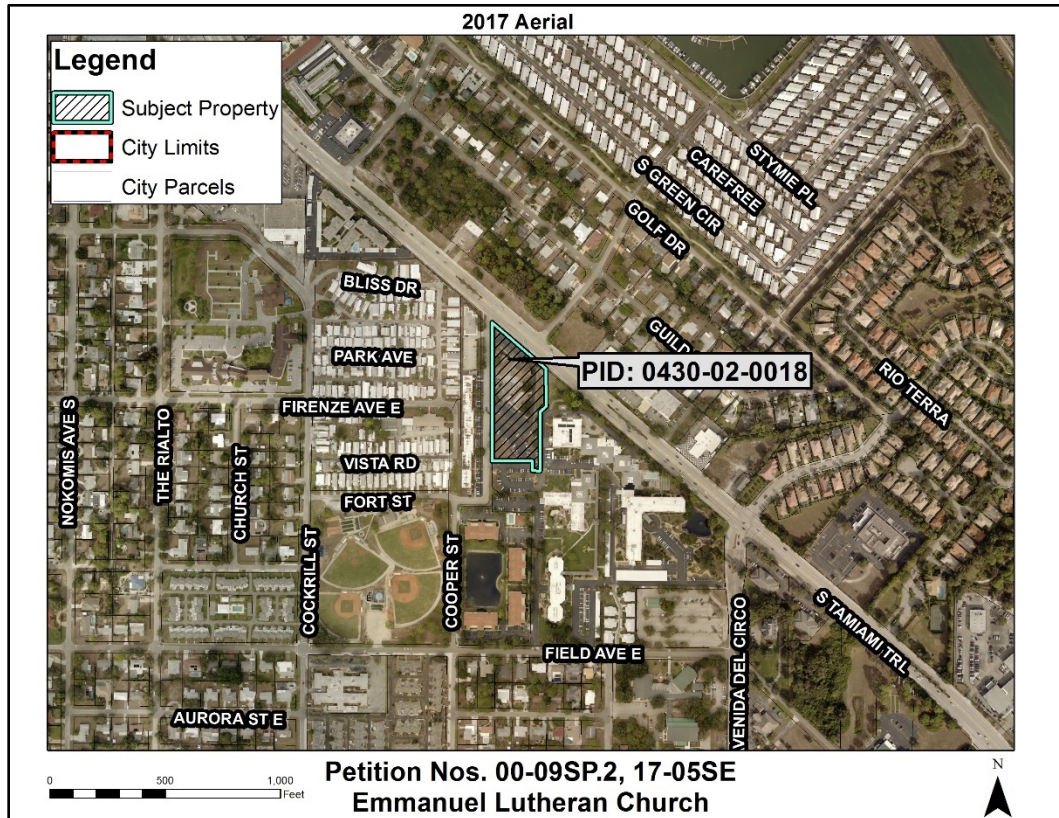 2017 Aerial
Legend
Subject Property
City Limits
City Parcels
STYMIE PL
CAREFREE
S GREEN CIR
GOLF DR
BLISS DR
PARK AVE
GUILD
PID: 0430-02-0018
RIO TERRA
FIRENZE AVE E
NOKOMIS AVE S
THE RIALTO
CHURCH ST
VISTA RD
FORT ST
COCKRILL ST
COOPER ST
S TAMIAMI TRL
VENIDA DEL CIRCO
FIELD AVE E
AURORA ST E
0 500 1,000
Feet
Petition Nos. 00-09SP.2, 17-05SE
Emmanuel Lutheran Church
N